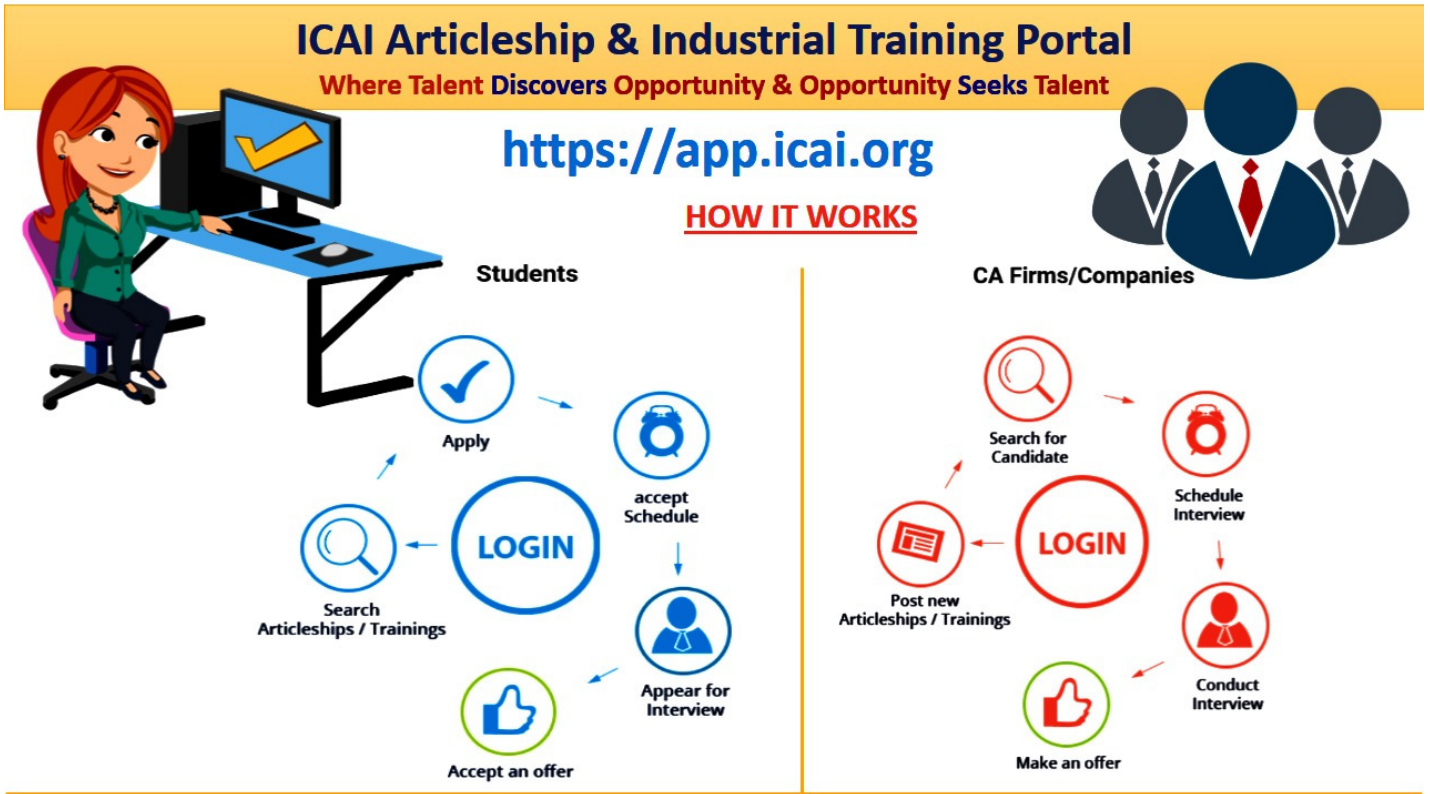 ICAI Articleship & Industrial Training Portal
Where Talent Discovers Opportunity & Opportunity Seeks Talent
https://app.icai.org
HOW IT WORKS
Students
Apply
accept
Schedule
LOGIN
Search
Articleships / Trainings
Appear for
Interview
Accept an offer
CA Firms/Companies
Search for
Candidate
Schedule
Interview
LOGIN
Post new
Articleships / Trainings
Conduct
Interview
Make an offer